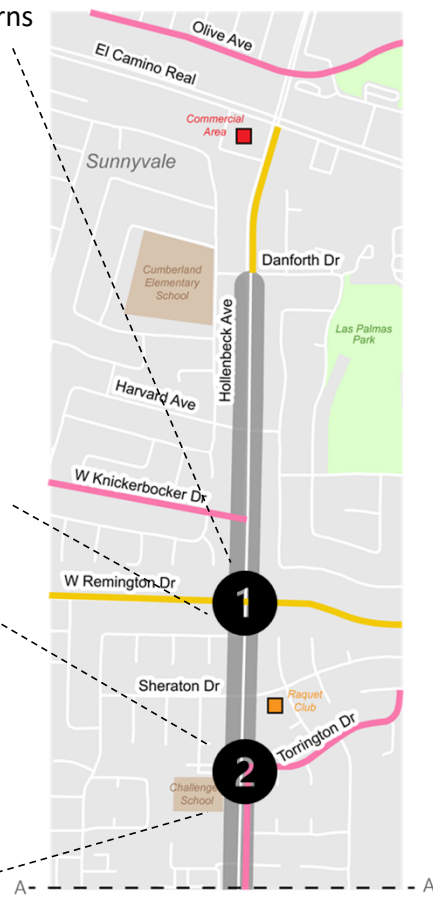 rns
Olive Ave
El Camino Real
Commercial
Area
Sunnyvale
Danforth Dr
Cumberland
Elementary
School
Hollenbeck Ave
Las Palmas
Park
Harvard Ave
W Knickerbocker Dr
W Remington Dr
1
Sheraton Dr
Raquet
Club
Torrington Dr
2
Challenge
School
A
A